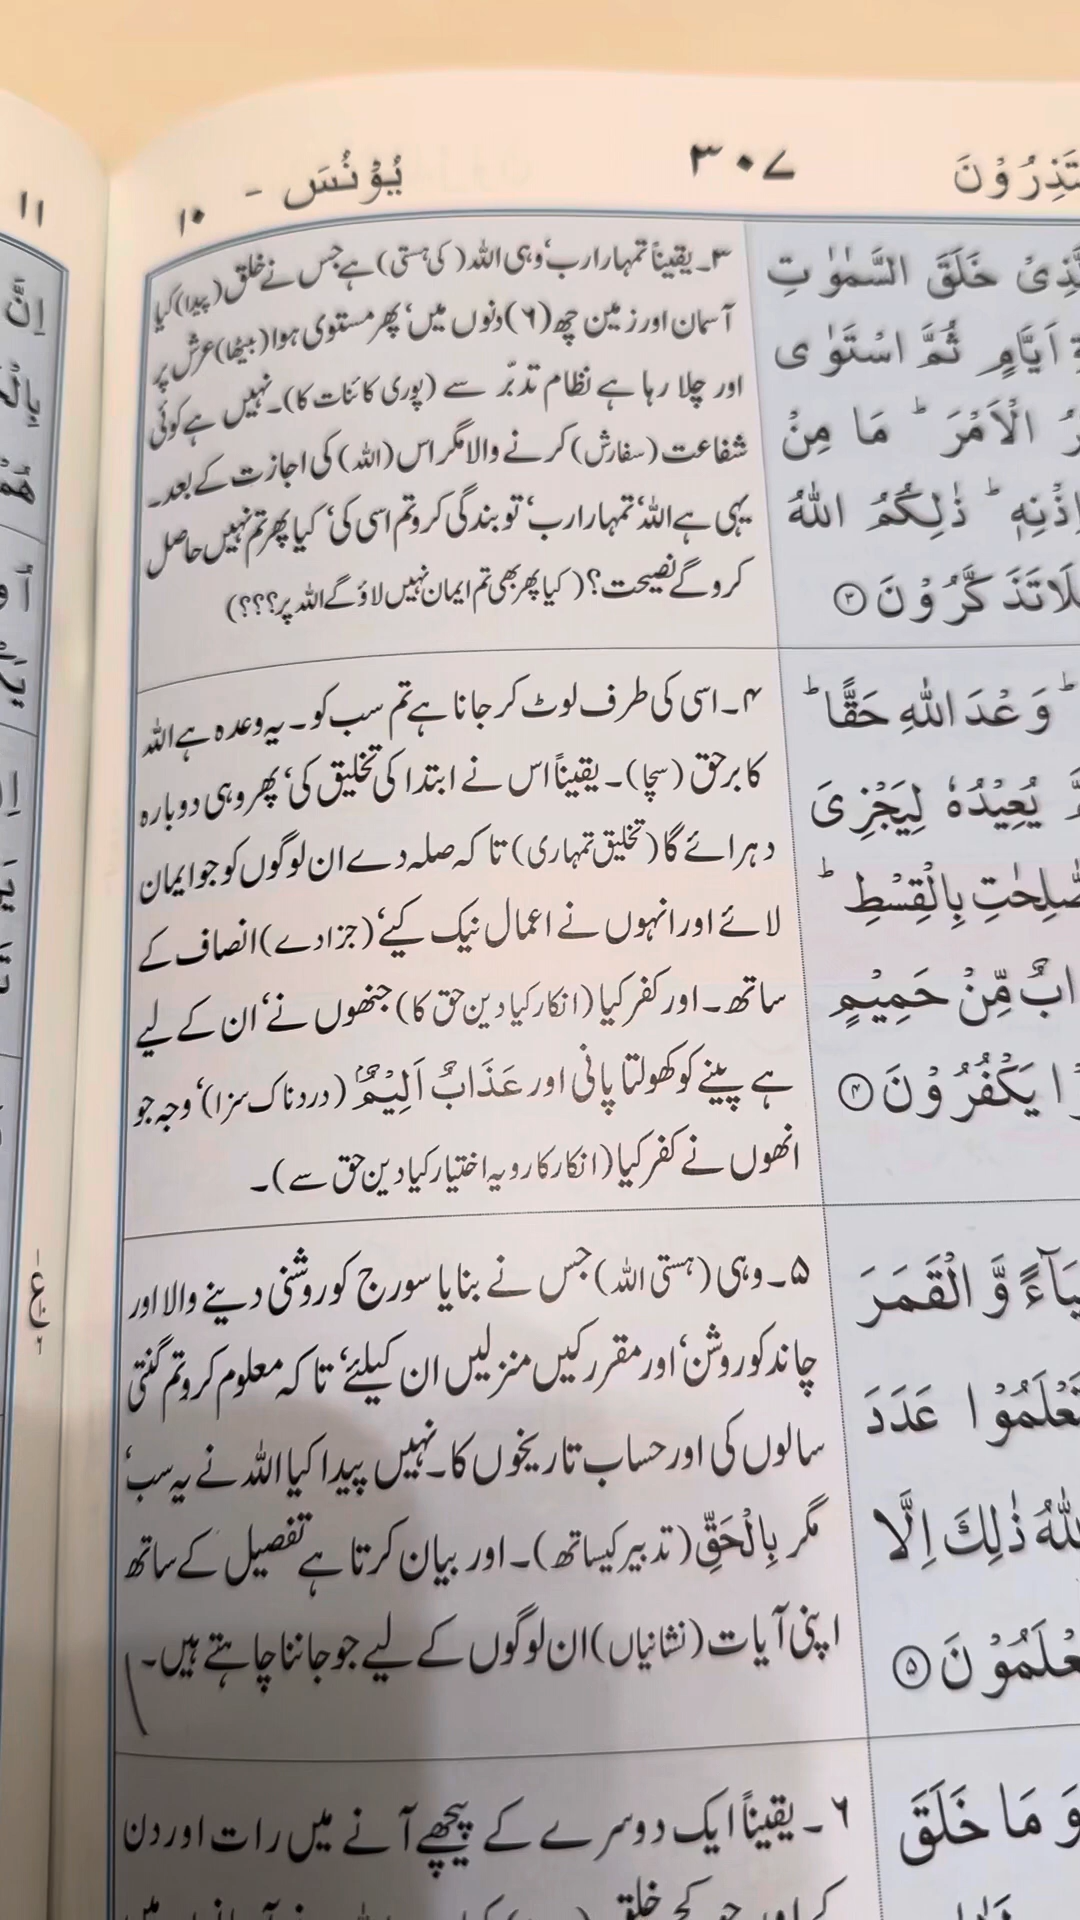 تَذِرُوْنَ
۳۰۷
یُوْنُسَ - ۱۰
۳۔ یقیناً تمہارا رب‘ وہی اللہ ( کی ہستی) ہے جس نے خلق (پیدا) کیا
آسمان اور زمین چھ (۶) دنوں میں‘ پھر مستوی ہوا (بیٹھا) عرش پر
اور چلا رہا ہے نظام تدبّر سے (پوری کائنات کا)۔ نہیں ہے کوئی
شفاعت (سفارش) کرنے والا مگر اس (اللہ) کی اجازت کے بعد۔
یہی ہے اللہ‘ تمہارا رب‘ تو بندگی کرو تم اسی کی‘ کیا پھر تم نہیں حاصل
کرو گے نصیحت؟ ( کیا پھر بھی تم ایمان نہیں لاؤ گے اللہ پر؟؟؟)
۴۔ اسی کی طرف لوٹ کر جانا ہے تم سب کو۔ یہ وعدہ ہے اللہ
کا برحق (سچا)۔ یقیناً اس نے ابتدا کی تخلیق کی‘ پھر وہی دوبارہ
دہرائے گا (تخلیق تمہاری) تا کہ صلہ دے ان لوگوں کو جو ایمان
لائے اور انہوں نے اعمال نیک کیے‘ (جزا دے) انصاف کے
ساتھ۔ اور کفر کیا (انکار کیا دین حق کا) جنھوں نے‘ ان کے لیے
ہے پینے کو کھولتا پانی اور عَذَابٌ اَلِیْمٌۢ (دردناک سزا)‘ وجہ جو
انھوں نے کفر کیا (انکار کا رویہ اختیار کیا دین حق سے)۔
۵۔ وہی (ہستی اللہ) جس نے بنایا سورج کو روشنی دینے والا اور
چاند کو روشن‘ اور مقرر کیں منزلیں ان کیلئے‘ تا کہ معلوم کرو تم گنتی
سالوں کی اور حساب تاریخوں کا۔ نہیں پیدا کیا اللہ نے یہ سب‘
مگر بِالْحَقِّ (تدبیر کیساتھ)۔ اور بیان کرتا ہے تفصیل کے ساتھ
اپنی آیات (نشانیاں) ان لوگوں کے لیے جو جاننا چاہتے ہیں۔
۶۔ یقیناً ایک دوسرے کے پیچھے آنے میں رات اور دن
خَلَقَ السَّمٰوٰتِ
اَیَّامٍ ثُمَّ اسْتَوٰی
الْاَمْرَ ؕ مَا مِنْ
اِذْنِهٖ ؕ ذٰلِکُمُ اللّٰهُ
لَا تَذَکَّرُوْنَ ۝۳
ؕ وَعْدَ اللّٰهِ حَقًّا ؕ
یُعِیْدُهٗ لِیَجْزِیَ
بِالْقِسْطِ ؕ
مِّنْ حَمِیْمٍ
یَکْفُرُوْنَ ۝۴
وَّ الْقَمَرَ
عَدَدَ
ذٰلِكَ اِلَّا
عْلَمُوْنَ ۝۵
وَ مَا خَلَقَ
۱۱
اِنَّ